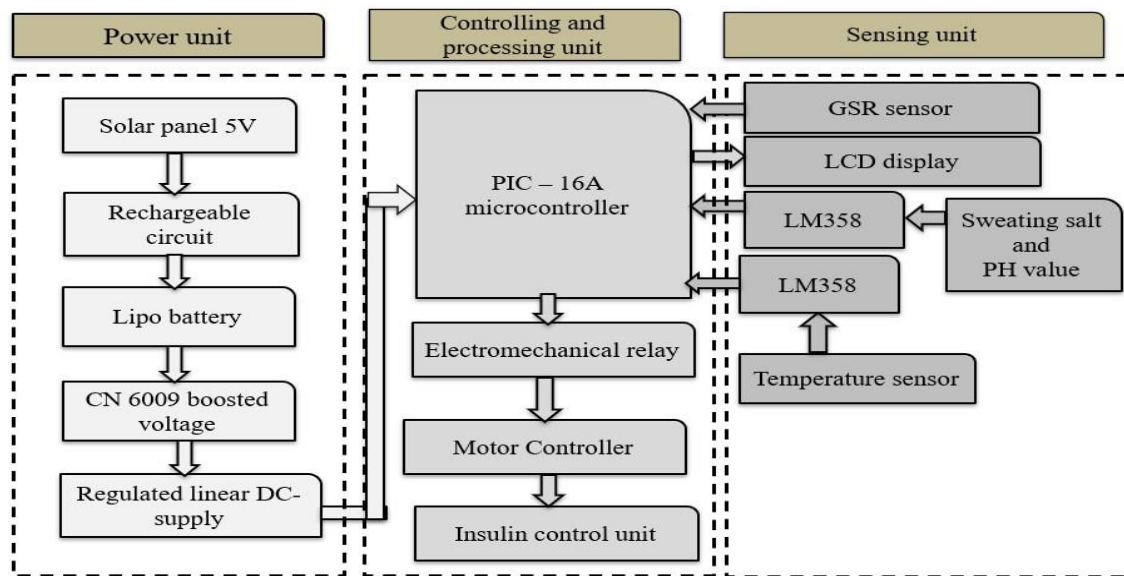 Power unit
Solar panel 5V
Rechargeable
circuit
Lipo battery
CN 6009 boosted
voltage
Regulated linear DC-
supply
Controlling and
processing unit
PIC – 16A
microcontroller
Electromechanical relay
Motor Controller
Insulin control unit
Sensing unit
GSR sensor
LCD display
LM358
Sweating salt
and
PH value
LM358
Temperature sensor